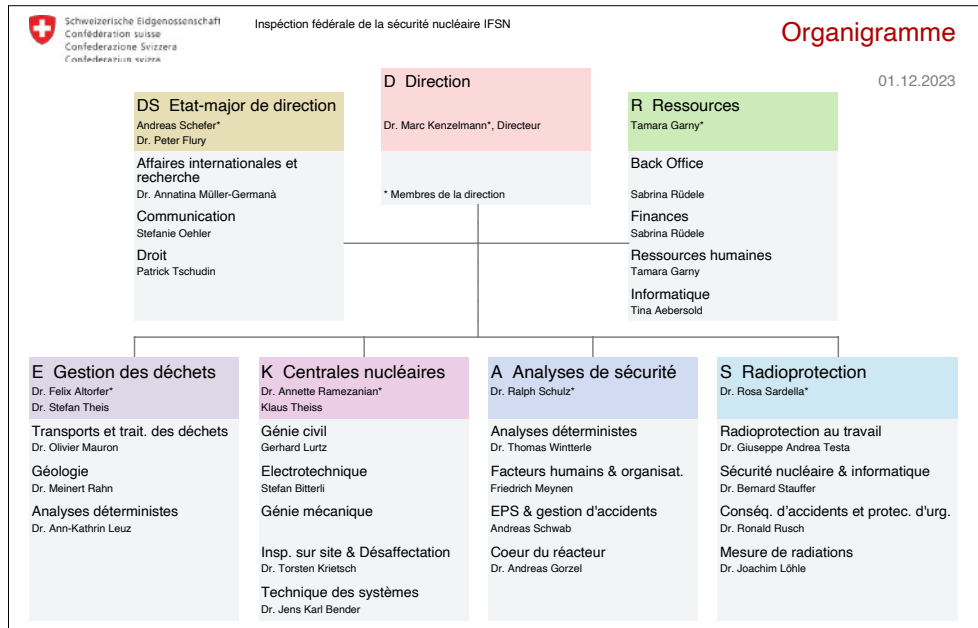 Schweizerische Eidgenossenschaft
Confédération suisse
Confederazione Svizzera
Confederaziun svizra
Inspéction fédérale de la sécurité nucléaire IFSN
Organigramme
01.12.2023
D Direction
Dr. Marc Kenzelmann*, Directeur
* Membres de la direction
DS Etat-major de direction
Andreas Schefer*
Dr. Peter Flury
Affaires internationales et
recherche
Dr. Annatina Müller-Germanà
Communication
Stefanie Oehler
Droit
Patrick Tschudin
R Ressources
Tamara Garny*
Back Office
Sabrina Rüdele
Finances
Sabrina Rüdele
Ressources humaines
Tamara Garny
Informatique
Tina Aebersold
E Gestion des déchets
Dr. Felix Altorfer*
Dr. Stefan Theis
Transports et trait. des déchets
Dr. Olivier Mauron
Géologie
Dr. Meinert Rahn
Analyses déterministes
Dr. Ann-Kathrin Leuz
K Centrales nucléaires
Dr. Annette Ramezanian*
Klaus Theiss
Génie civil
Gerhard Lurtz
Electrotechnique
Stefan Bitterli
Génie mécanique
Insp. sur site & Désaffectation
Dr. Torsten Krietsch
Technique des systèmes
Dr. Jens Karl Bender
A Analyses de sécurité
Dr. Ralph Schulz*
Analyses déterministes
Dr. Thomas Wintterle
Facteurs humains & organisat.
Friedrich Meynen
EPS & gestion d'accidents
Andreas Schwab
Coeur du réacteur
Dr. Andreas Gorzel
S Radioprotection
Dr. Rosa Sardella*
Radioprotection au travail
Dr. Giuseppe Andrea Testa
Sécurité nucléaire & informatique
Dr. Bernard Stauffer
Conséq. d’accidents et protec. d'urg.
Dr. Ronald Rusch
Mesure de radiations
Dr. Joachim Löhle